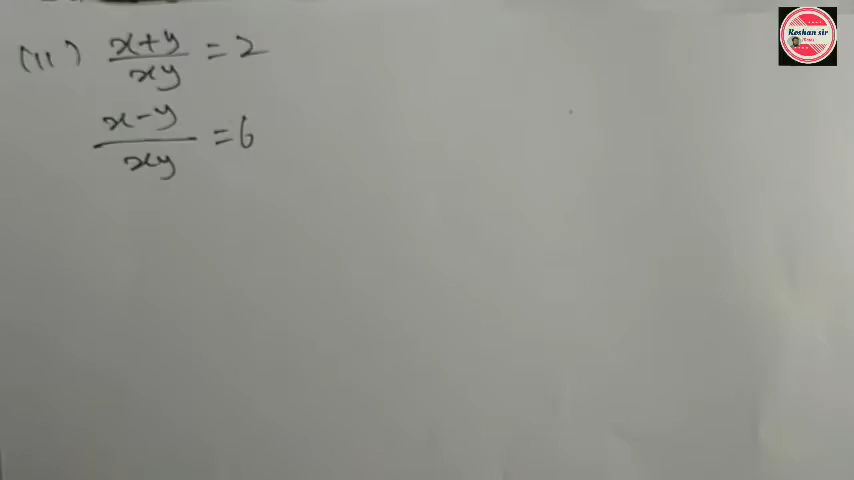 (ii) x+y/xy = 2
x-y/xy = 6
Roshan sir